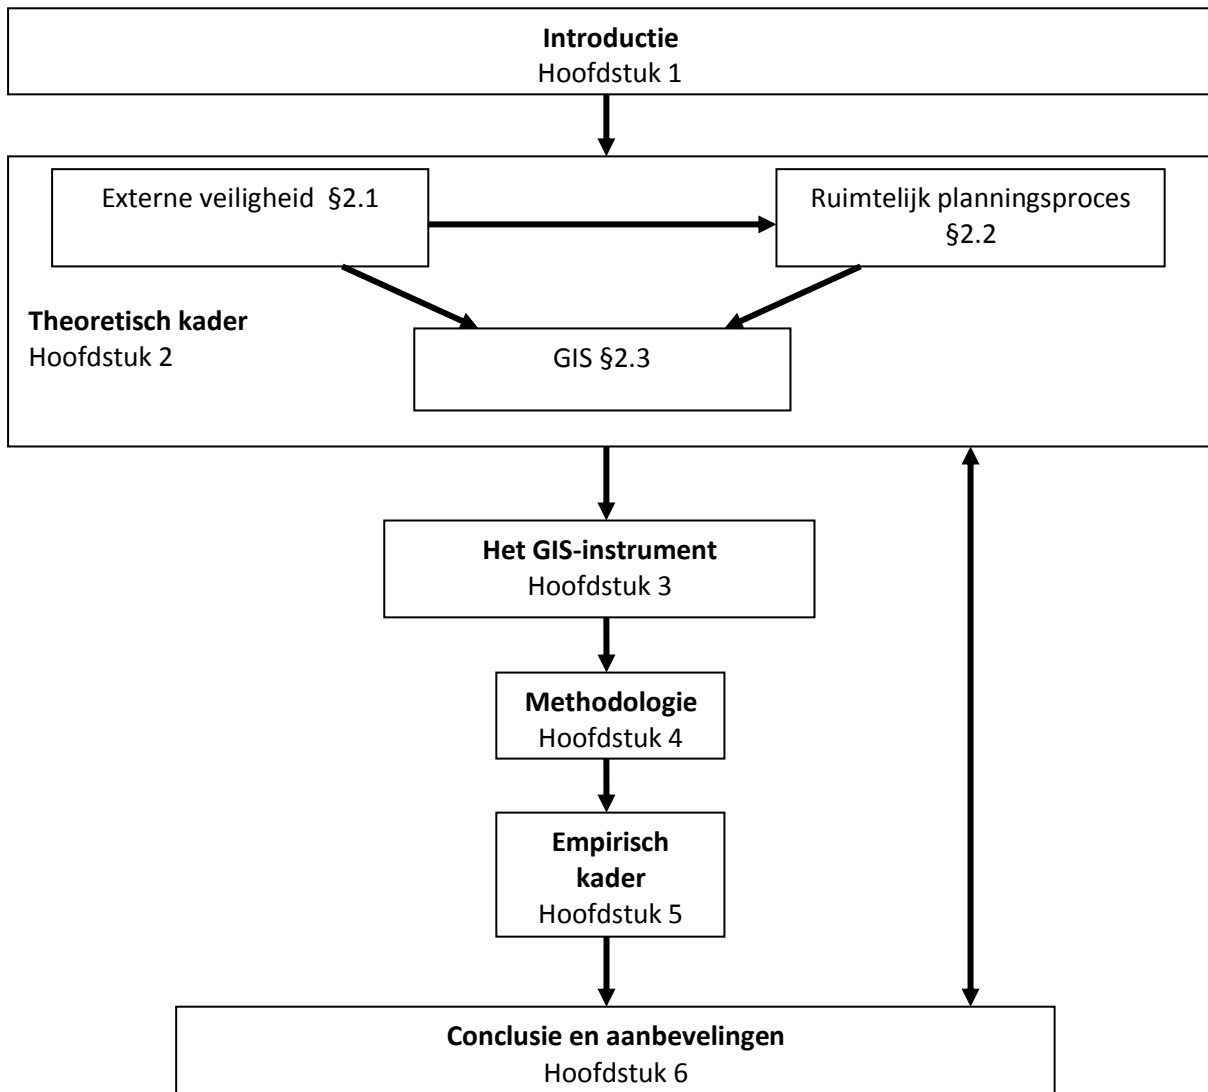 Introductie
Hoofdstuk 1
Externe veiligheid §2.1
Ruimtelijk planningsproces
§2.2
Theoretisch kader
Hoofdstuk 2
GIS §2.3
Het GIS-instrument
Hoofdstuk 3
Methodologie
Hoofdstuk 4
Empirisch
kader
Hoofdstuk 5
Conclusie en aanbevelingen
Hoofdstuk 6